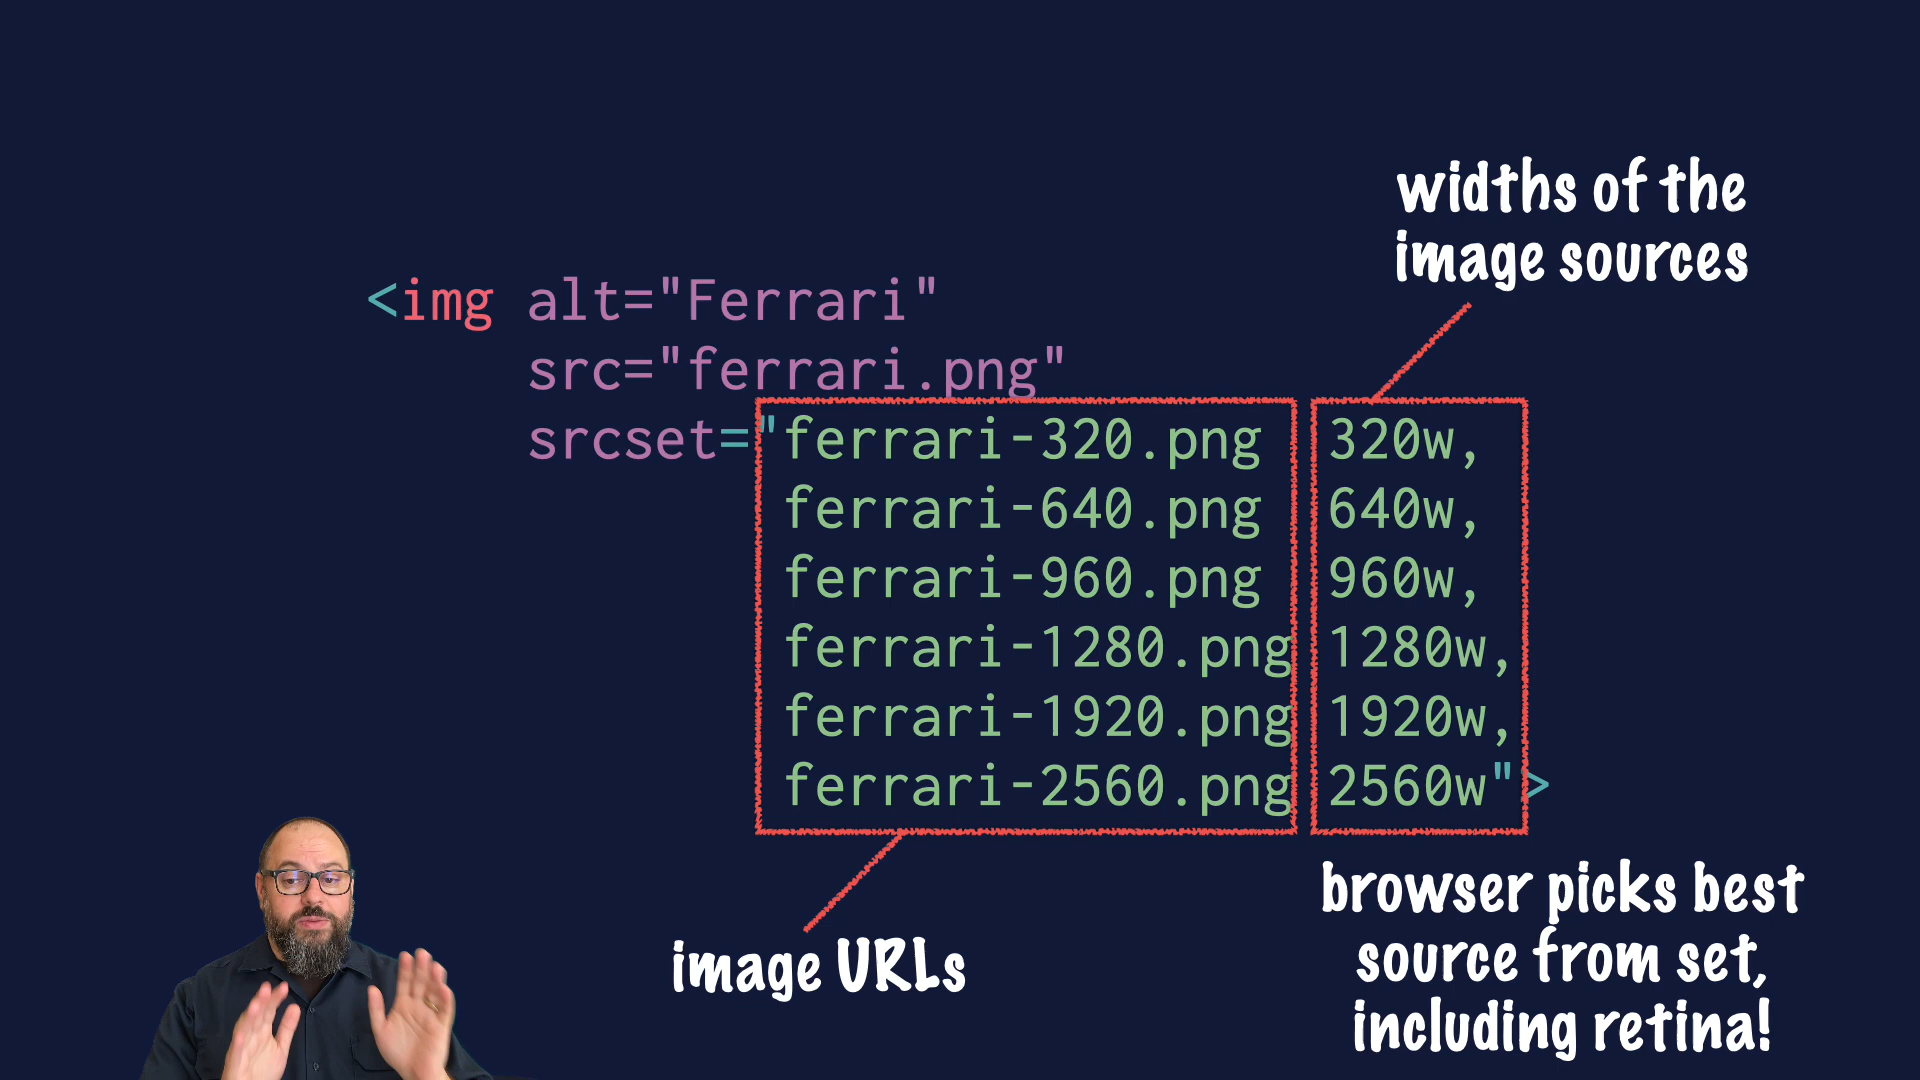 widths of the
image sources
<img alt="Ferrari"
src="ferrari.png"
srcset="ferrari-320.png 320w,
ferrari-640.png 640w,
ferrari-960.png 960w,
ferrari-1280.png 1280w,
ferrari-1920.png 1920w,
ferrari-2560.png 2560w">
image URLs
browser picks best
source from set,
including retina!